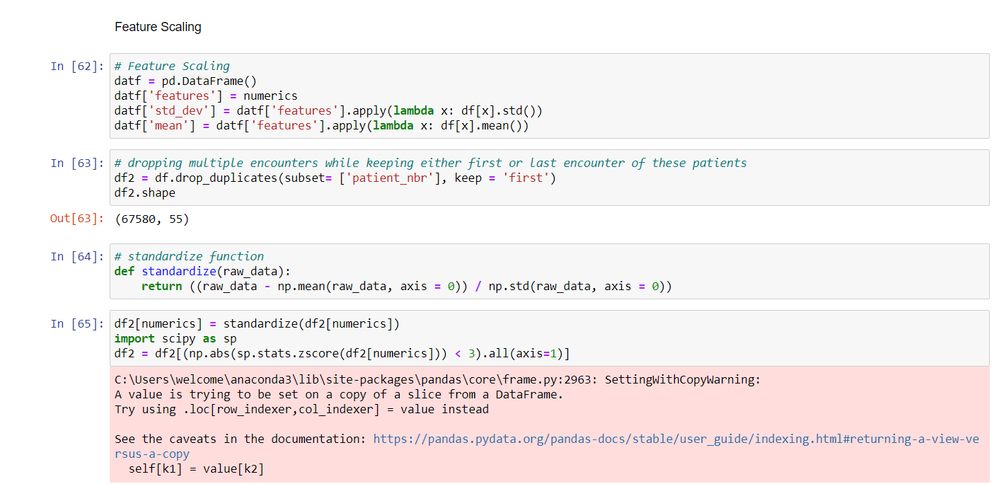 Feature Scaling
In [62]: # Feature Scaling
datf = pd.DataFrame()
datf['features'] = numerics
datf['std_dev'] = datf['features'].apply(lambda x: df[x].std())
datf['mean'] = datf['features'].apply(lambda x: df[x].mean())
In [63]: # dropping multiple encounters while keeping either first or last encounter of these patients
df2 = df.drop_duplicates(subset= ['patient_nbr'], keep = 'first')
df2.shape
Out[63]: (67580, 55)
In [64]: # standardize function
def standardize(raw_data):
    return ((raw_data - np.mean(raw_data, axis = 0)) / np.std(raw_data, axis = 0))
In [65]: df2[numerics] = standardize(df2[numerics])
import scipy as sp
df2 = df2[(np.abs(sp.stats.zscore(df2[numerics])) < 3).all(axis=1)]
C:\Users\welcome\anaconda3\lib\site-packages\pandas\core\frame.py:2963: SettingWithCopyWarning:
A value is trying to be set on a copy of a slice from a DataFrame.
Try using .loc[row_indexer,col_indexer] = value instead
See the caveats in the documentation: https://pandas.pydata.org/pandas-docs/stable/user_guide/indexing.html#returning-a-view-ve
rsus-a-copy
  self[k1] = value[k2]